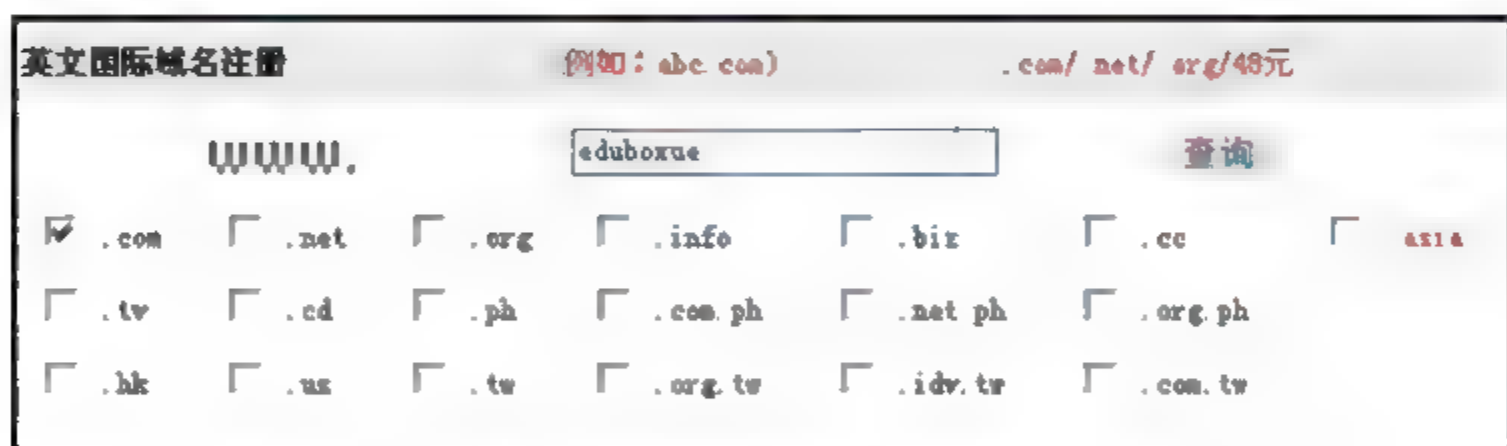 英文国际域名注册 例如：abc.com) .com/.net/.org/48元
www. eduboxue 查询
.com .net .org .info .biz .cc .asia
.tv .cd .ph .com.ph .net.ph .org.ph
.hk .us .tw .org.tw .idv.tw .com.tw